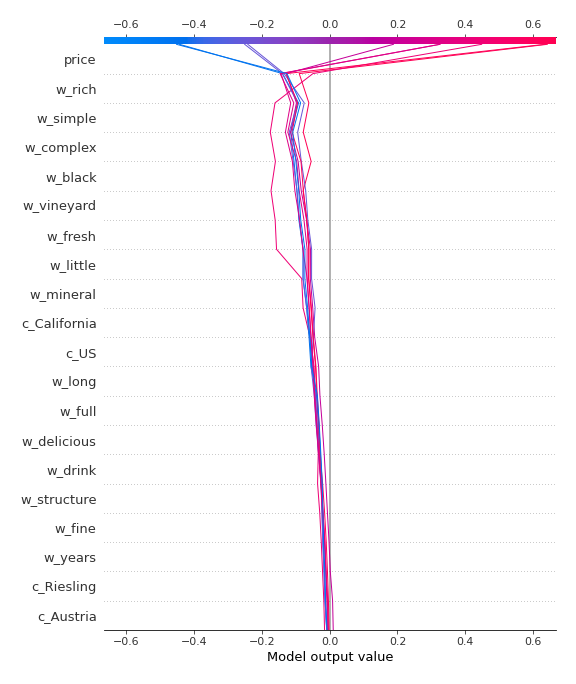 −0.6 −0.4 −0.2 0.0 0.2 0.4 0.6
price
w_rich
w_simple
w_complex
w_black
w_vineyard
w_fresh
w_little
w_mineral
c_California
c_US
w_long
w_full
w_delicious
w_drink
w_structure
w_fine
w_years
c_Riesling
c_Austria
−0.6 −0.4 −0.2 0.0 0.2 0.4 0.6
Model output value